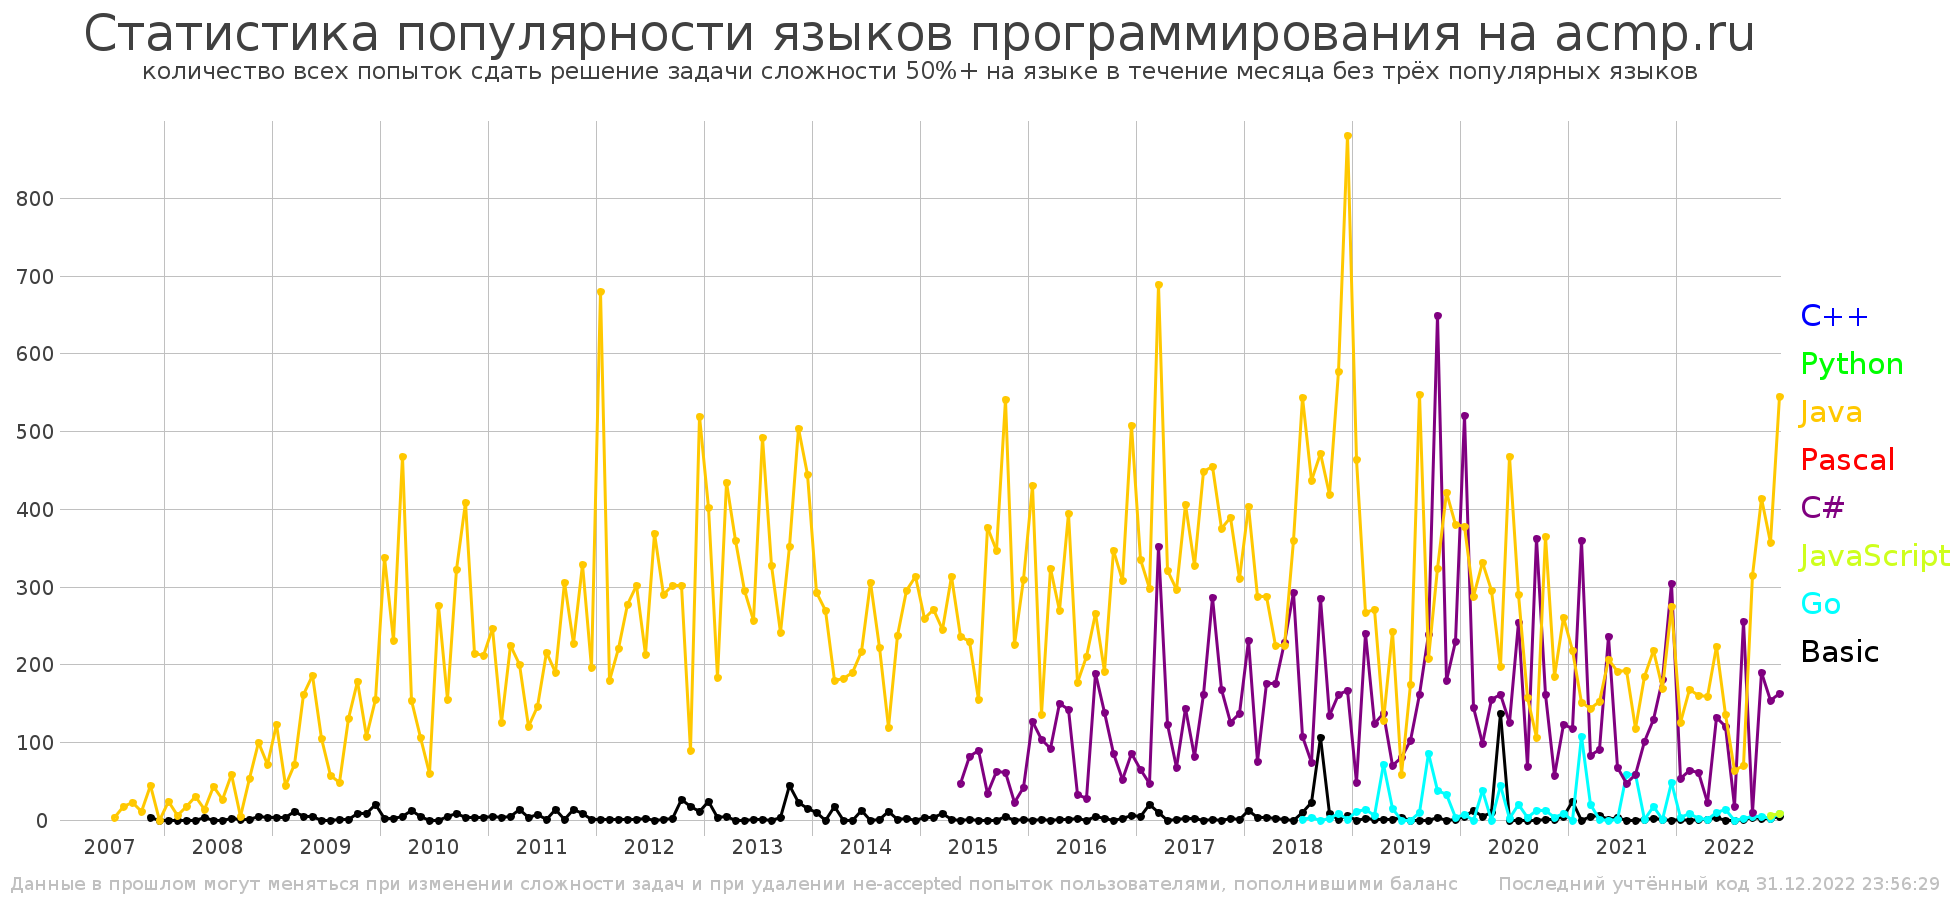 Статистика популярности языков программирования на acmp.ru
количество всех попыток сдать решение задачи сложности 50%+ на языке в течение месяца без трёх популярных языков
800
700
600
500
400
300
200
100
0
C++
Python
Java
Pascal
C#
JavaScript
Go
Basic
2007 2008 2009 2010 2011 2012 2013 2014 2015 2016 2017 2018 2019 2020 2021 2022
Данные в прошлом могут меняться при изменении сложности задач и при удалении не-accepted попыток пользователями, пополнившими баланс Последний учтённый код 31.12.2022 23:56:29